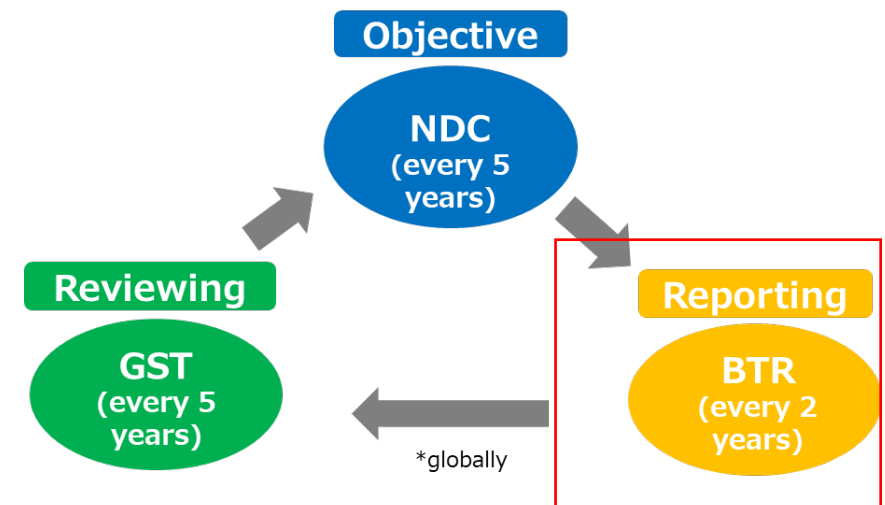 Objective
NDC
(every 5
years)
Reviewing
GST
(every 5
years)
Reporting
BTR
(every 2
years)
*globally